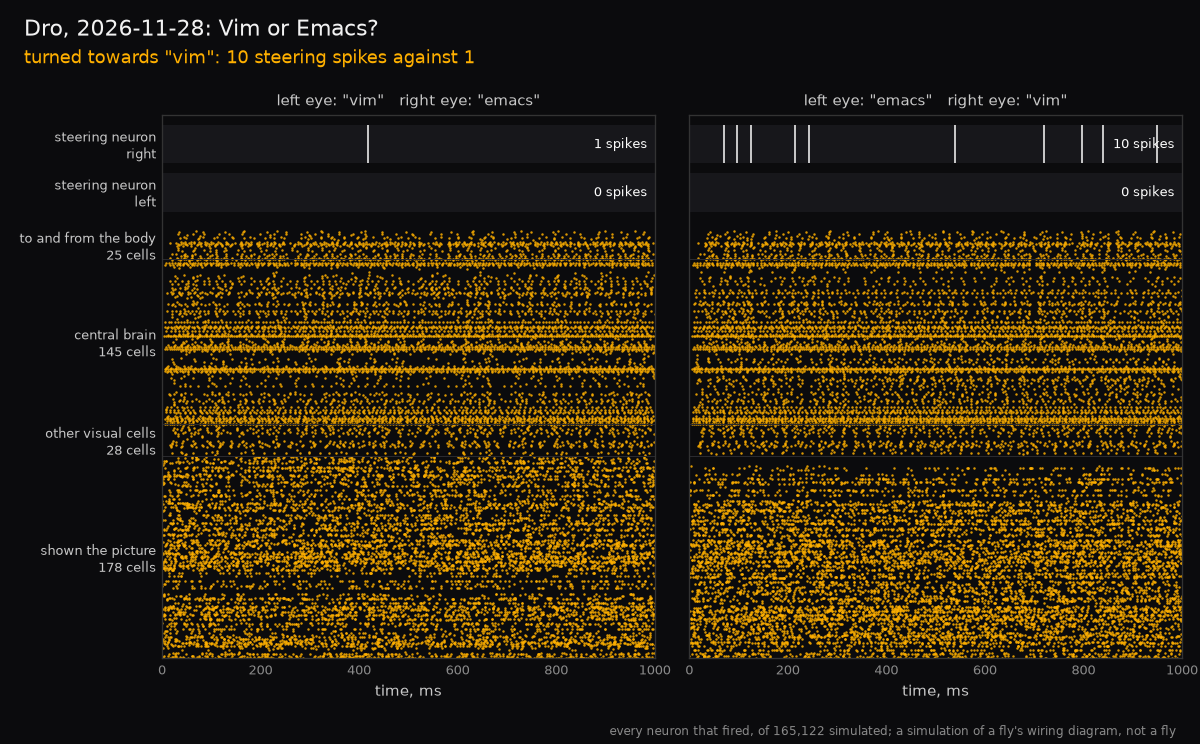 Dro, 2026-11-28: Vim or Emacs?
turned towards "vim": 10 steering spikes against 1
left eye: "vim" right eye: "emacs"
left eye: "emacs" right eye: "vim"
steering neuron
right
1 spikes
10 spikes
steering neuron
left
0 spikes
0 spikes
to and from the body
25 cells
central brain
145 cells
other visual cells
28 cells
shown the picture
178 cells
0 200 400 600 800 1000
0 200 400 600 800 1000
time, ms
time, ms
every neuron that fired, of 165,122 simulated; a simulation of a fly's wiring diagram, not a fly